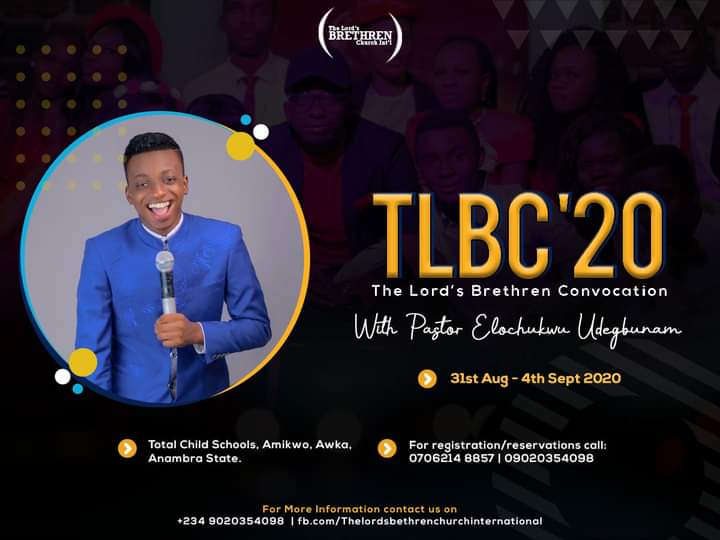 The Lord's
BRETHREN
Church Int'l
TLBC '20
The Lord's Brethren Convocation
With Pastor Elochukwu Udegbunam
31st Aug - 4th Sept 2020
Total Child Schools, Amikwo, Awka,
Anambra State.
For registration/reservations call:
0706214 8857 | 09020354098
For More Information contact us on
+234 9020354098 | fb.com/Thelordsbethrenchurchinternational